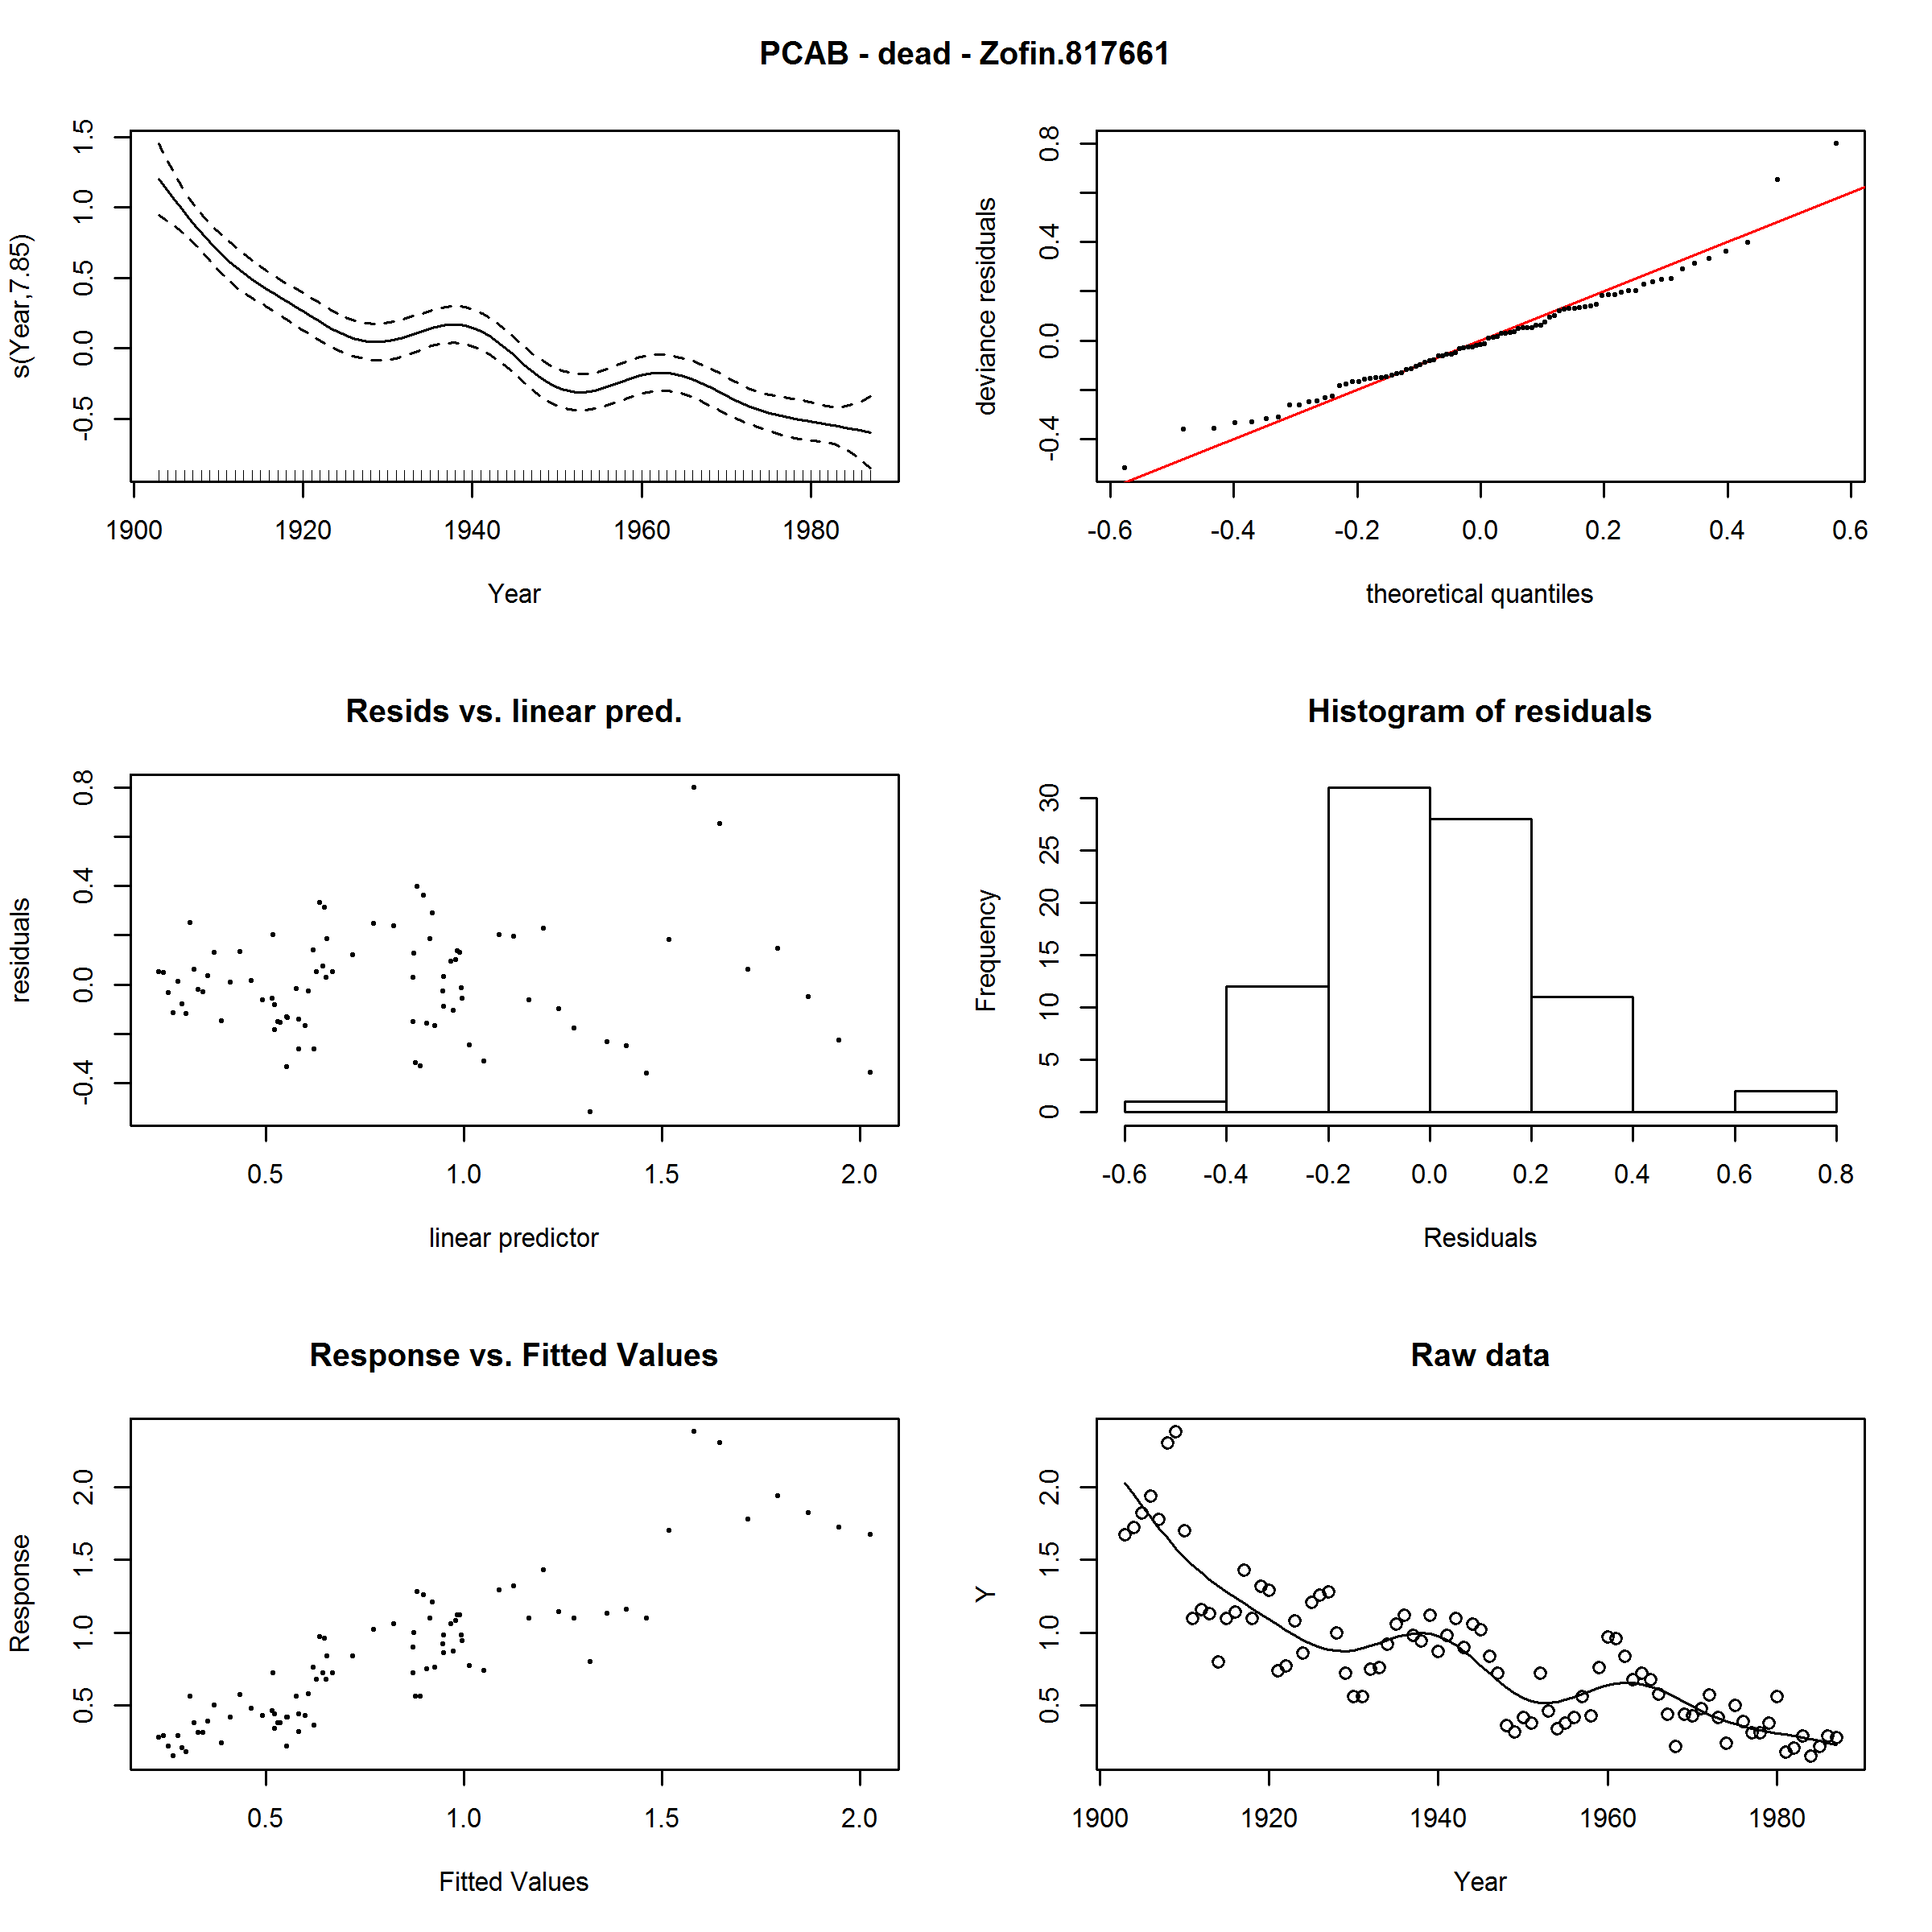 PCAB - dead - Zofin.817661
s(Year,7.85)
1.5
1.0
0.5
0.0
-0.5
1900 1920 1940 1960 1980
Year
deviance residuals
0.8
0.4
0.0
-0.4
-0.6 -0.4 -0.2 0.0 0.2 0.4 0.6
theoretical quantiles
Resids vs. linear pred.
residuals
0.8
0.4
0.0
-0.4
0.5 1.0 1.5 2.0
linear predictor
Histogram of residuals
Frequency
30
25
20
15
10
5
0
-0.6 -0.4 -0.2 0.0 0.2 0.4 0.6 0.8
Residuals
Response vs. Fitted Values
Response
2.0
1.5
1.0
0.5
0.5 1.0 1.5 2.0
Fitted Values
Raw data
Y
2.0
1.5
1.0
0.5
1900 1920 1940 1960 1980
Year